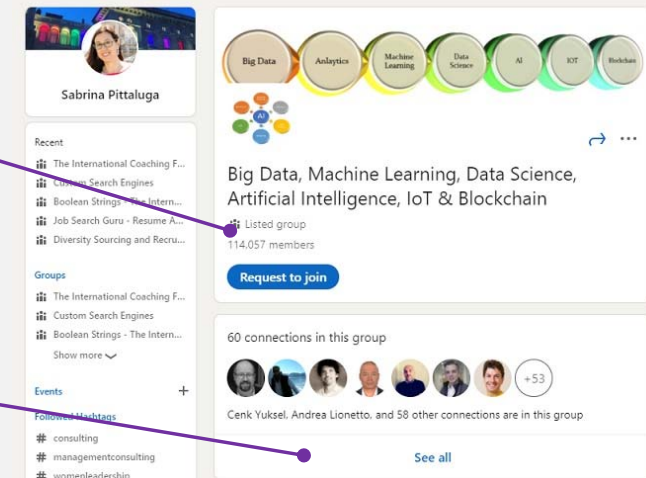 Sabrina Pittaluga
Recent
The International Coaching F...
Custom Search Engines
Boolean Strings - The Intern...
Job Search Guru - Resume A...
Diversity Sourcing and Recru...
Groups
The International Coaching F...
Custom Search Engines
Boolean Strings - The Intern...
Show more
Events +
Followed Hashtags
# consulting
# managementconsulting
# womenleadership
Big Data
Anlaytics
Machine
Learning
Data
Science
AI
IOT
Blockchain
AI
Big Data, Machine Learning, Data Science,
Artificial Intelligence, IoT & Blockchain
Listed group
114,057 members
Request to join
60 connections in this group
+53
Cenk Yuksel, Andrea Lionetto, and 58 other connections are in this group
See all